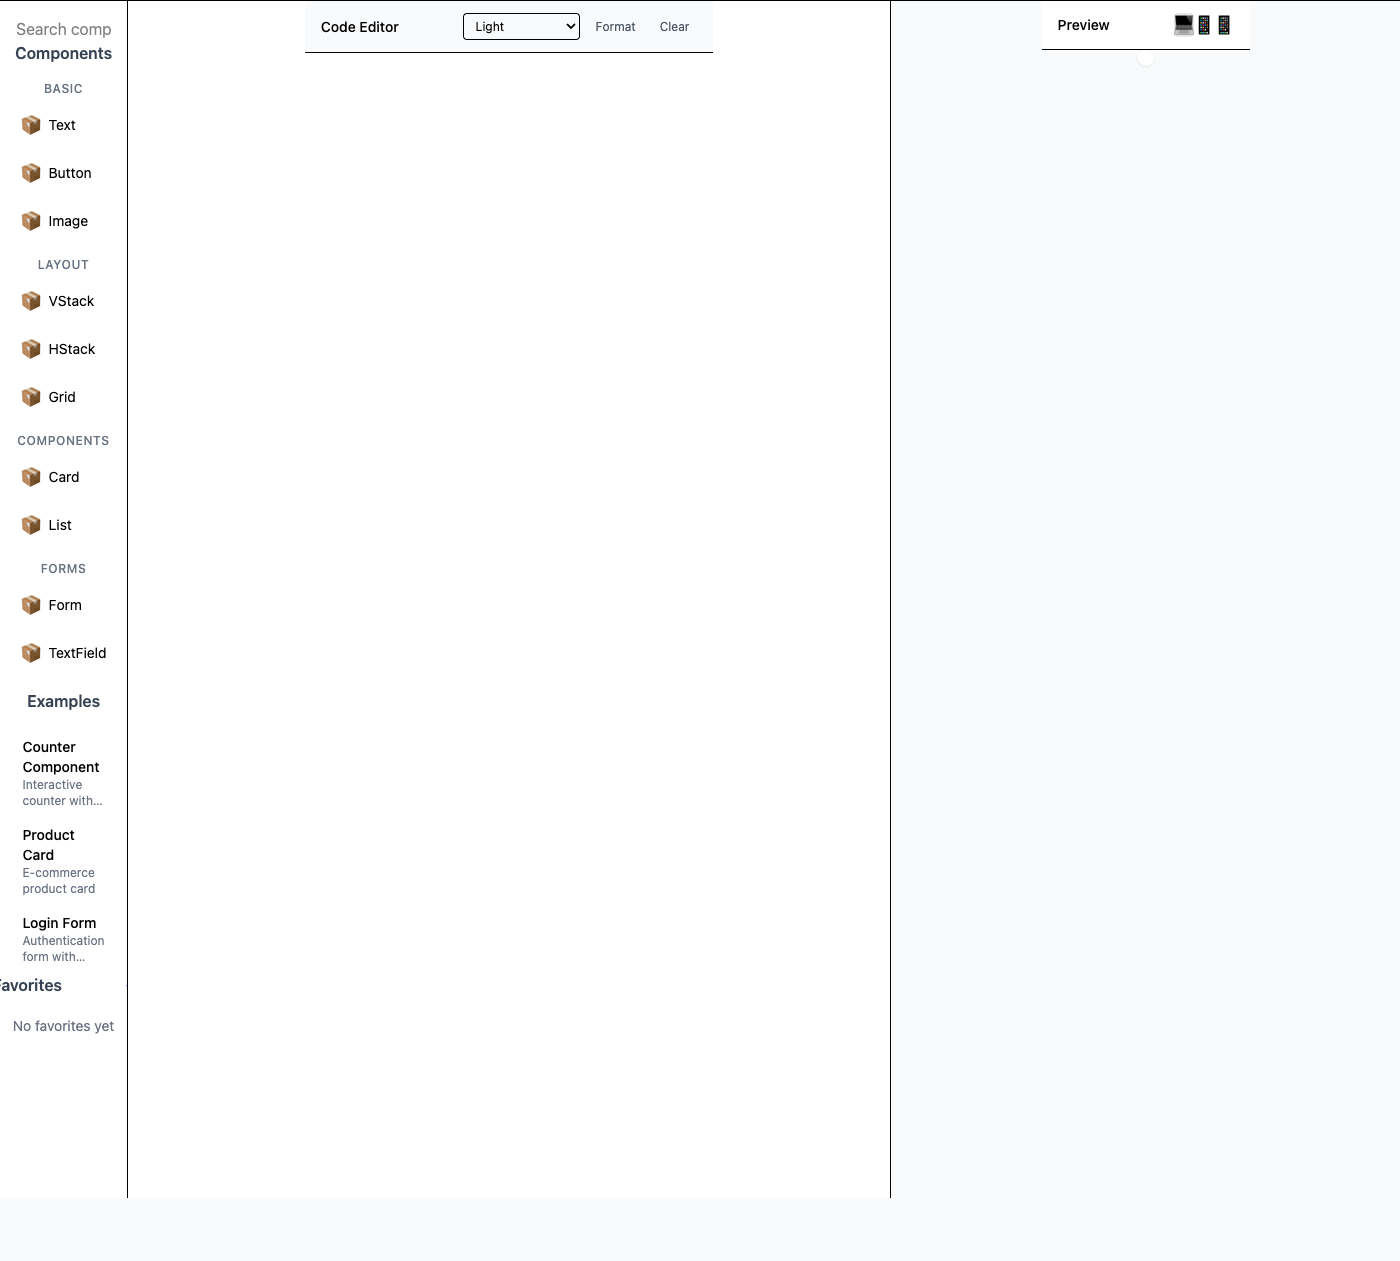 Search comp
Components
BASIC
Text
Button
Image
LAYOUT
VStack
HStack
Grid
COMPONENTS
Card
List
FORMS
Form
TextField
Examples
Counter
Component
Interactive
counter with...
Product
Card
E-commerce
product card
Login Form
Authentication
form with...
Favorites
No favorites yet
Code Editor
Light
Format
Clear
Preview